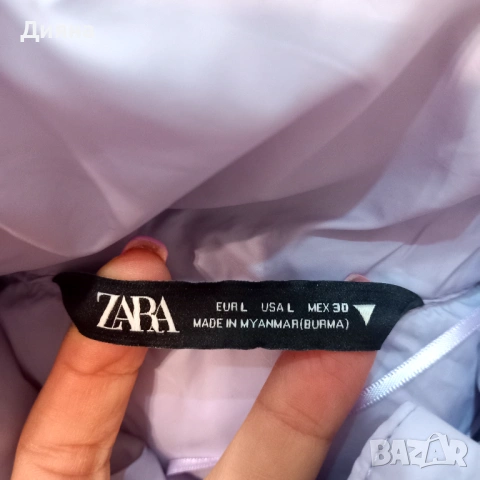 ZARA
EUR L USA L MEX 30
MADE IN MYANMAR(BURMA)
BAZAR